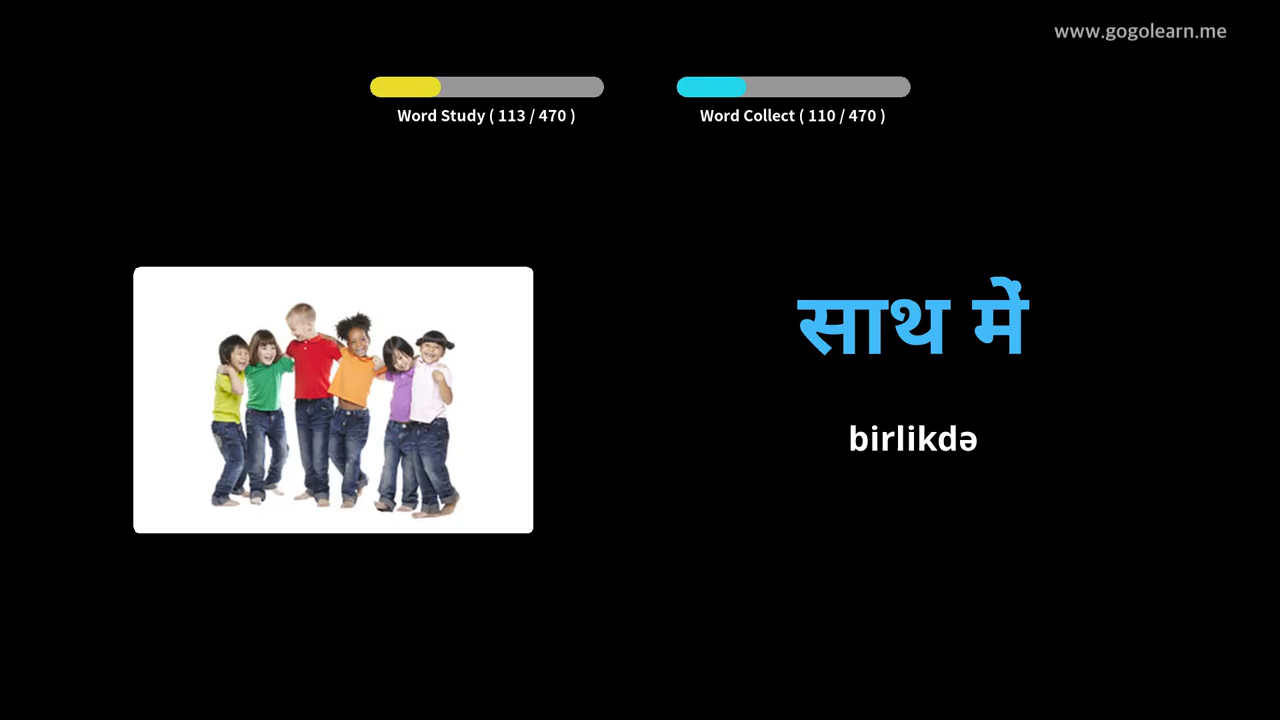 www.gogolearn.me
Word Study ( 113 / 470 )
Word Collect ( 110 / 470 )
साथ में
birlikdə